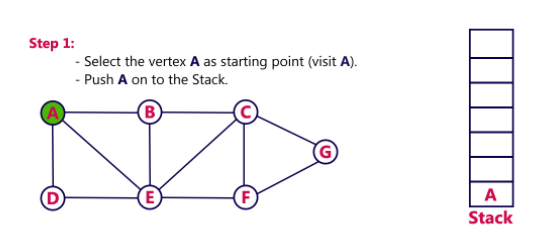 Step 1:
- Select the vertex A as starting point (visit A).
- Push A on to the Stack.
A B C
G
D E F
A
Stack